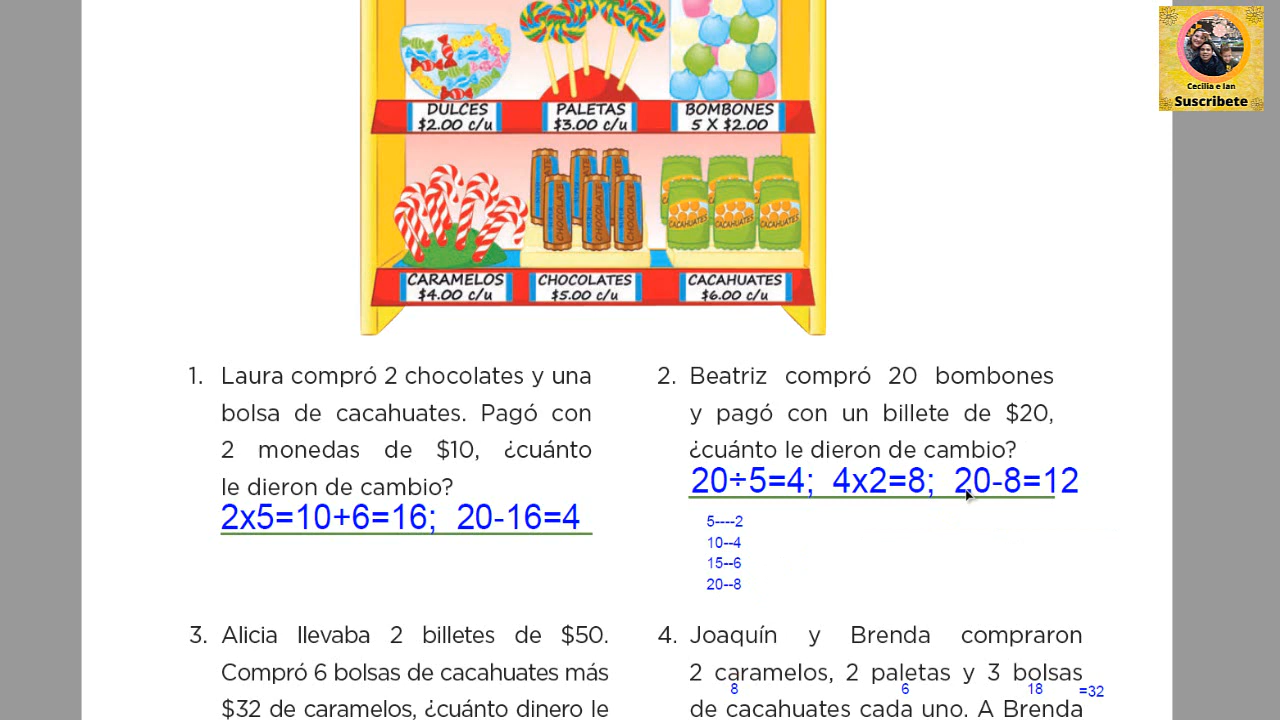 Cecilia e Ian
Suscribete
DULCES
$2.00 c/u
PALETAS
$3.00 c/u
BOMBONES
5 X $2.00
CHOCOLATE
CHOCOLATE
CHOCOLATE
CACAHUATES
CACAHUATES
CACAHUATES
CARAMELOS
$4.00 c/u
CHOCOLATES
$5.00 c/u
CACAHUATES
$6.00 c/u
1. Laura compró 2 chocolates y una
bolsa de cacahuates. Pagó con
2 monedas de $10, ¿cuánto
le dieron de cambio?
2x5=10+6=16; 20-16=4
2. Beatriz compró 20 bombones
y pagó con un billete de $20,
¿cuánto le dieron de cambio?
20÷5=4; 4x2=8; 20-8=12
5----2
10--4
15--6
20--8
3. Alicia llevaba 2 billetes de $50.
Compró 6 bolsas de cacahuates más
$32 de caramelos, ¿cuánto dinero le
4. Joaquín y Brenda compraron
2 caramelos, 2 paletas y 3 bolsas
8 6 18 =32
de cacahuates cada uno. A Brenda